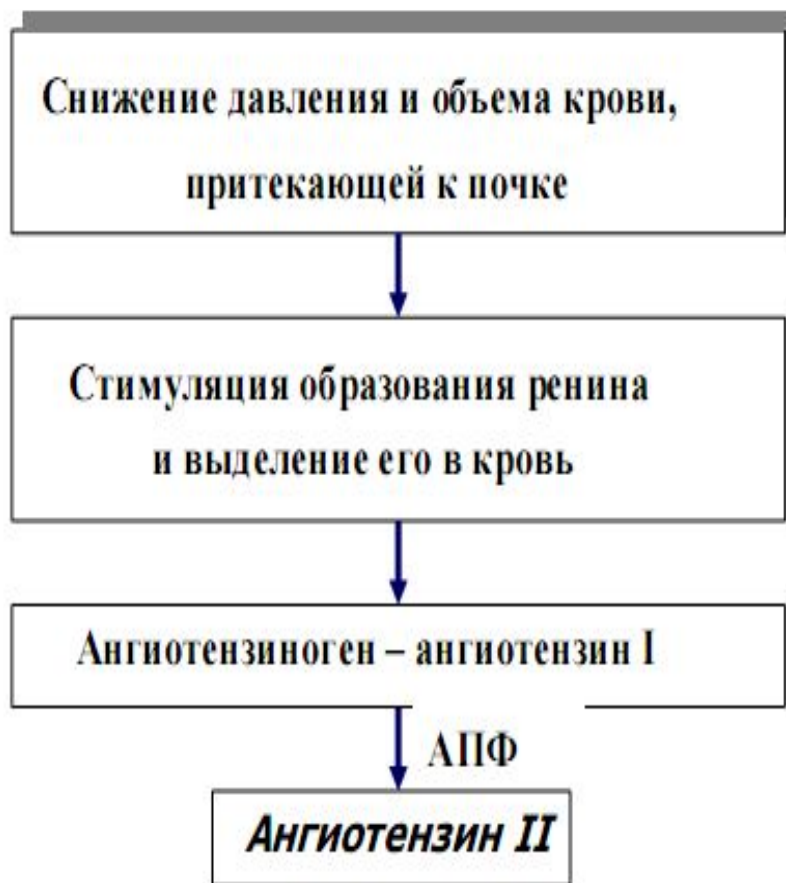 Снижение давления и объема крови,
притекающей к почке
Стимуляция образования ренина
и выделение его в кровь
Ангиотензиноген – ангиотензин I
АПФ
Ангиотензин II